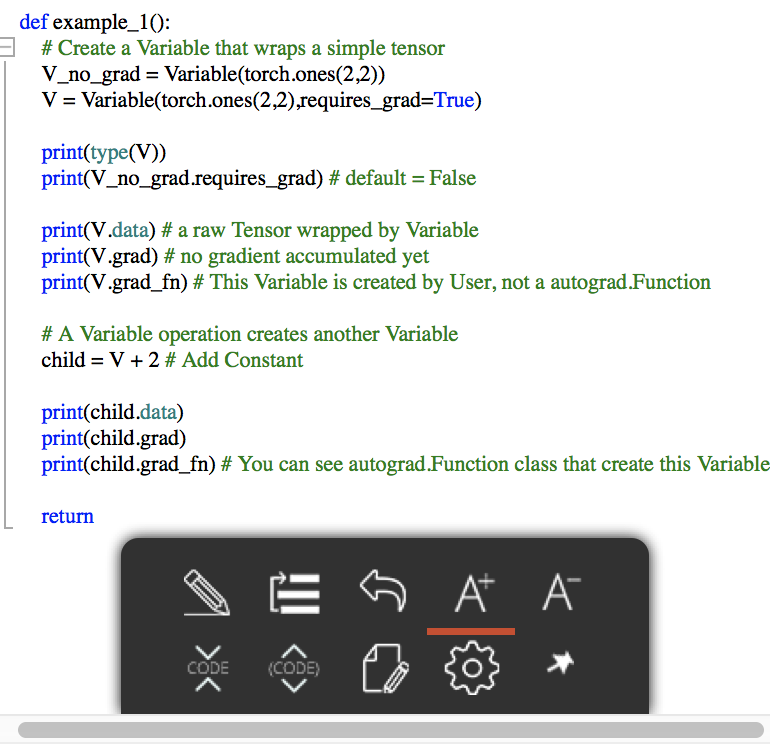 def example_1():
# Create a Variable that wraps a simple tensor
V_no_grad = Variable(torch.ones(2,2))
V = Variable(torch.ones(2,2),requires_grad=True)
print(type(V))
print(V_no_grad.requires_grad) # default = False
print(V.data) # a raw Tensor wrapped by Variable
print(V.grad) # no gradient accumulated yet
print(V.grad_fn) # This Variable is created by User, not a autograd.Function
# A Variable operation creates another Variable
child = V + 2 # Add Constant
print(child.data)
print(child.grad)
print(child.grad_fn) # You can see autograd.Function class that create this Variable
return
A+ A-
CODE (CODE)